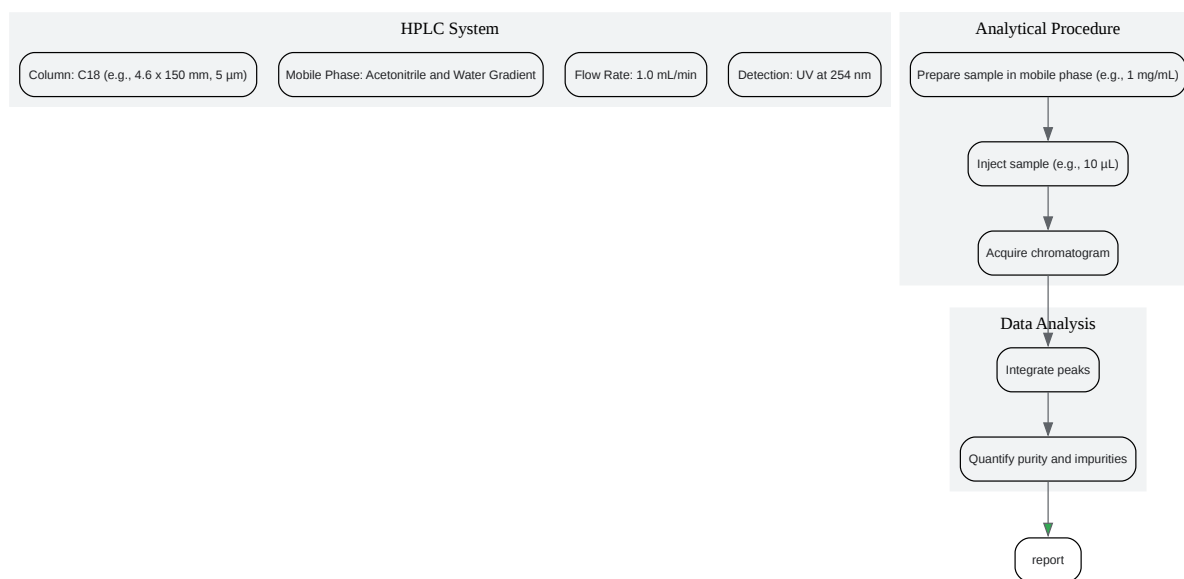 HPLC System
Column: C18 (e.g., 4.6 x 150 mm, 5 µm)
Mobile Phase: Acetonitrile and Water Gradient
Flow Rate: 1.0 mL/min
Detection: UV at 254 nm
Analytical Procedure
Prepare sample in mobile phase (e.g., 1 mg/mL)
Inject sample (e.g., 10 µL)
Acquire chromatogram
Data Analysis
Integrate peaks
Quantify purity and impurities
report